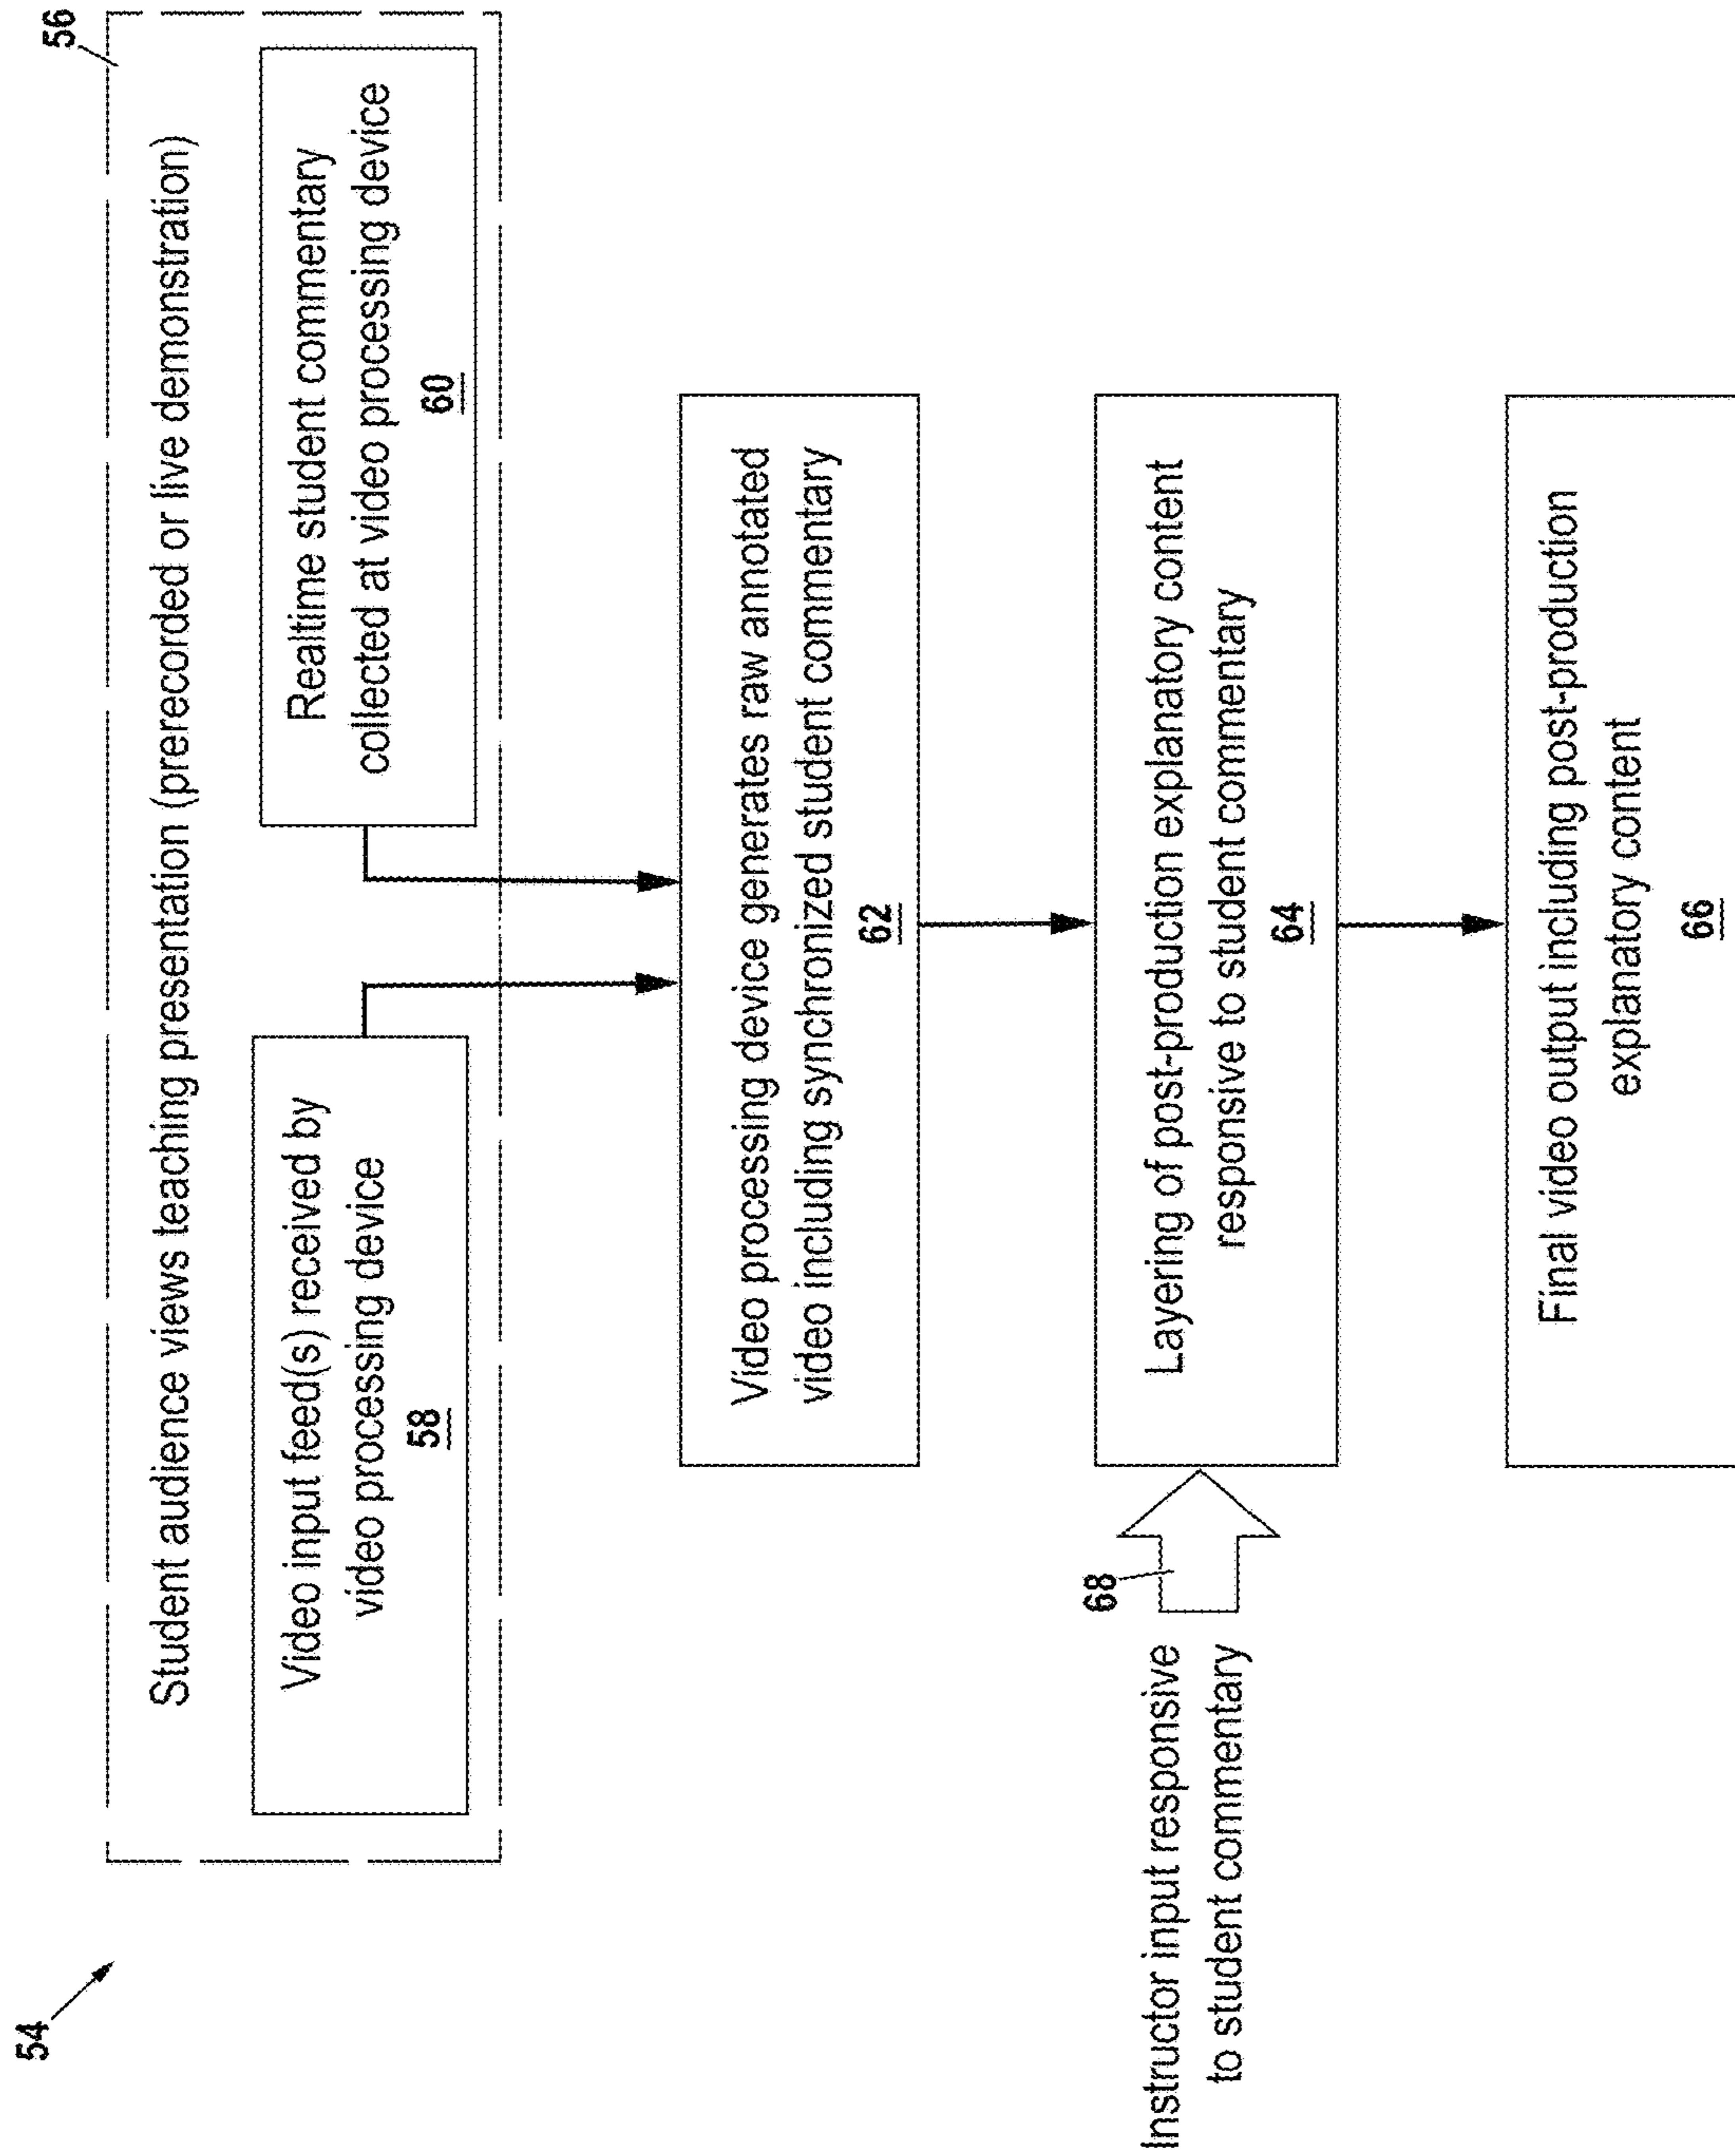 54
56
Student audience views teaching presentation (prerecorded or live demonstration)
Video input feed(s) received by
video processing device
58
Realtime student commentary
collected at video processing device
60
Video processing device generates raw annotated
video including synchronized student commentary
62
Instructor input responsive
to student commentary
68
Layering of post-production explanatory content
responsive to student commentary
64
Final video output including post-production
explanatory content
66